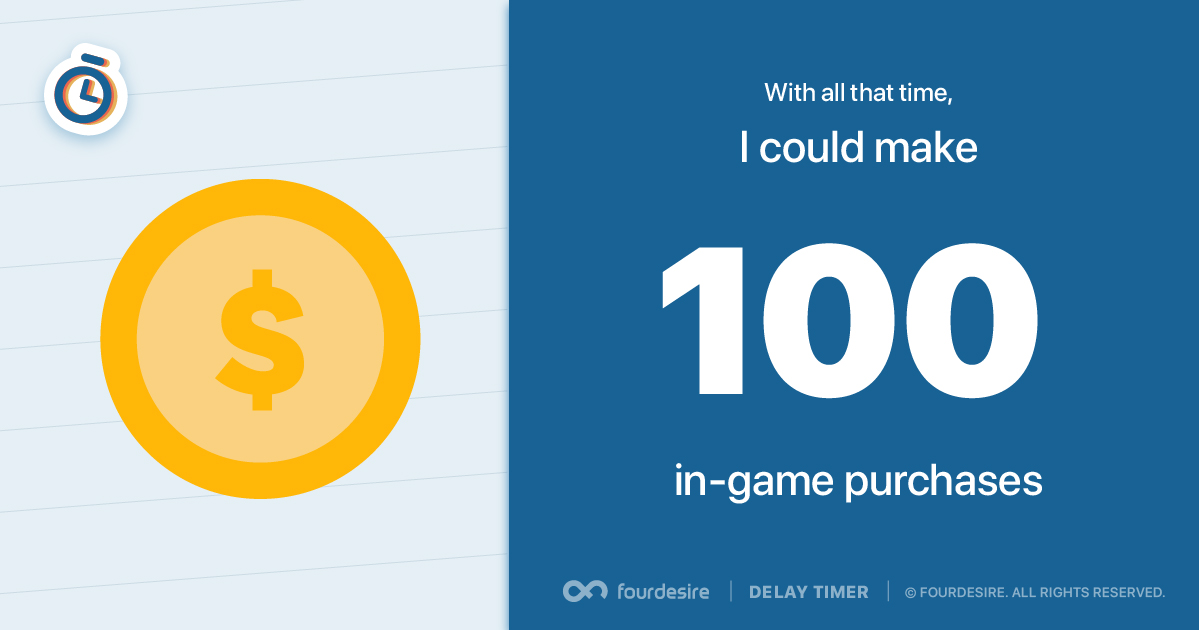 $
With all that time,
I could make
100
in-game purchases
fourdesire | DELAY TIMER | © FOURDESIRE. ALL RIGHTS RESERVED.